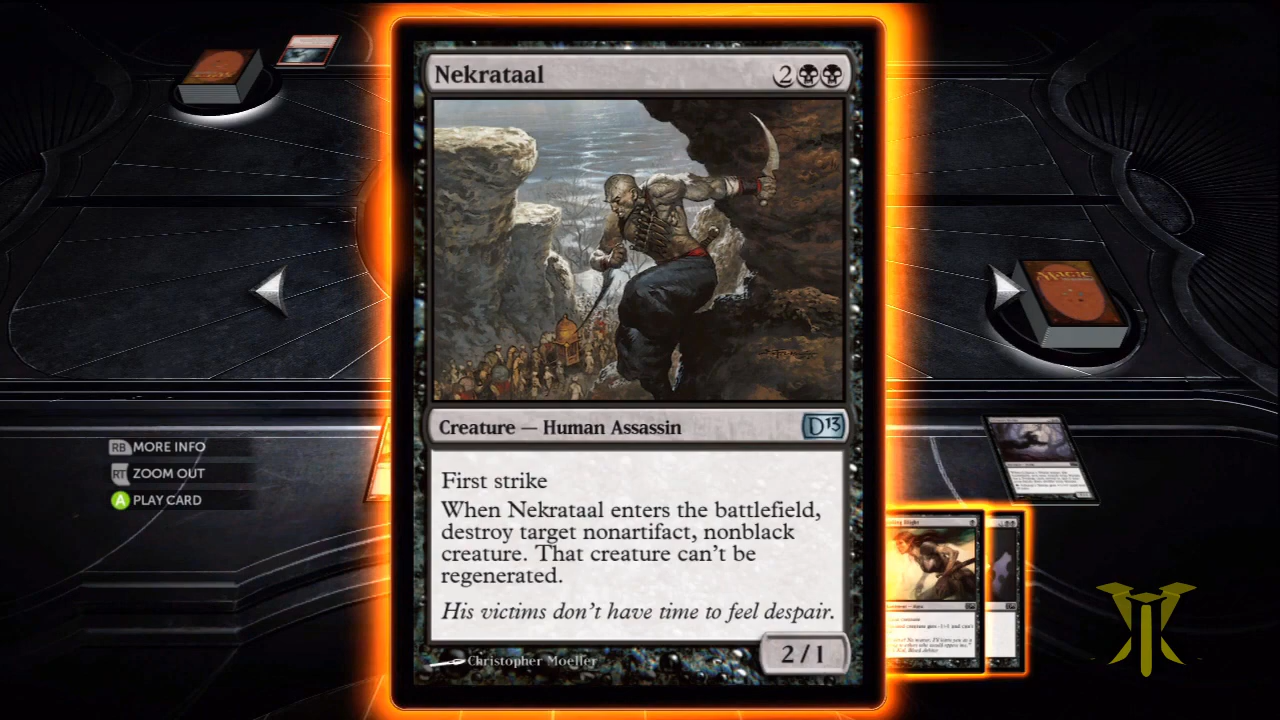 Nekrataal 2
MAGIC
Creature — Human Assassin D13
RB MORE INFO
RT ZOOM OUT
A PLAY CARD
First strike
When Nekrataal enters the battlefield,
destroy target nonartifact, nonblack
creature. That creature can't be
regenerated.
His victims don't have time to feel despair.
Christopher Moeller
2/1